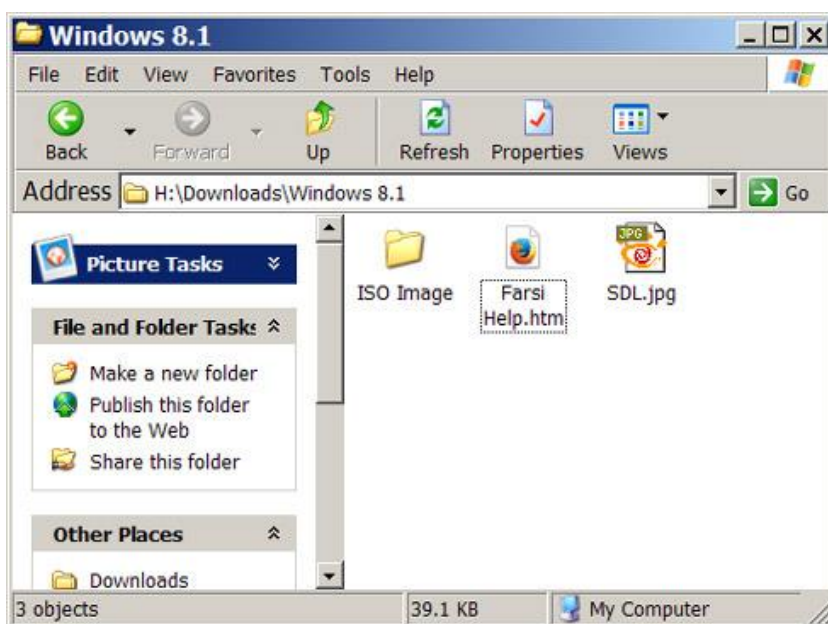 Windows 8.1
File Edit View Favorites Tools Help
Back Forward Up Refresh Properties Views
Address H:\Downloads\Windows 8.1 Go
Picture Tasks
File and Folder Tasks
Make a new folder
Publish this folder
to the Web
Share this folder
Other Places
Downloads
ISO Image
Farsi
Help.htm
JPG
SDL.jpg
3 objects 39.1 KB My Computer